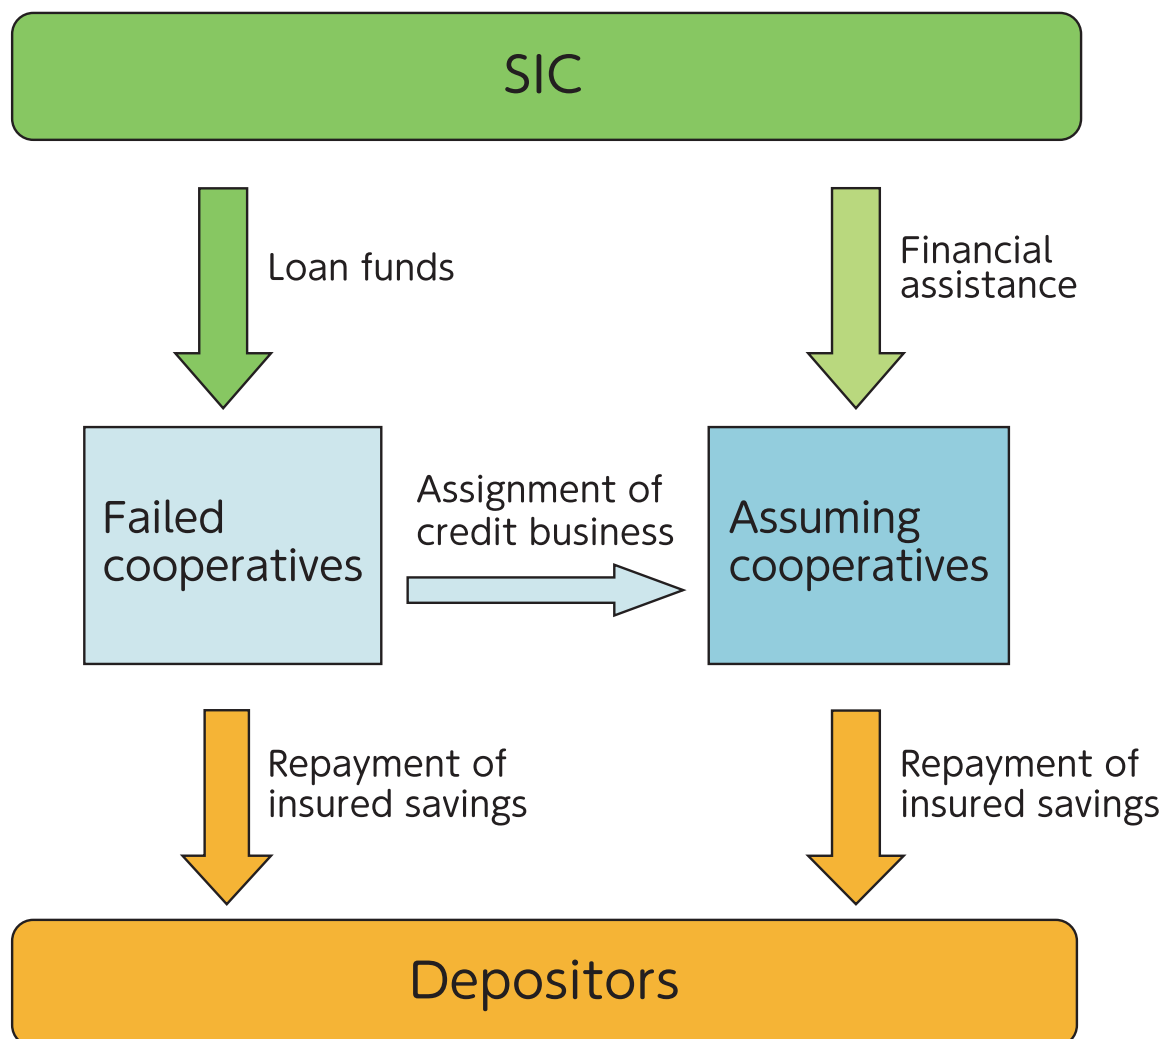 SIC
Loan funds
Financial
assistance
Failed
cooperatives
Assignment of
credit business
Assuming
cooperatives
Repayment of
insured savings
Repayment of
insured savings
Depositors